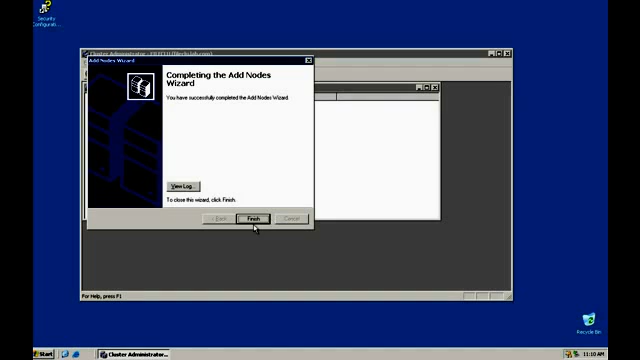 Security
Configurati...
Cluster Administrator -
Add Nodes Wizard
Completing the Add Nodes
Wizard
You have successfully completed the Add Nodes Wizard.
View Log...
To close this wizard, click Finish.
< Back
Finish
Cancel
For Help, press F1
Recycle Bin
Start
Cluster Administrator...
11:10 AM